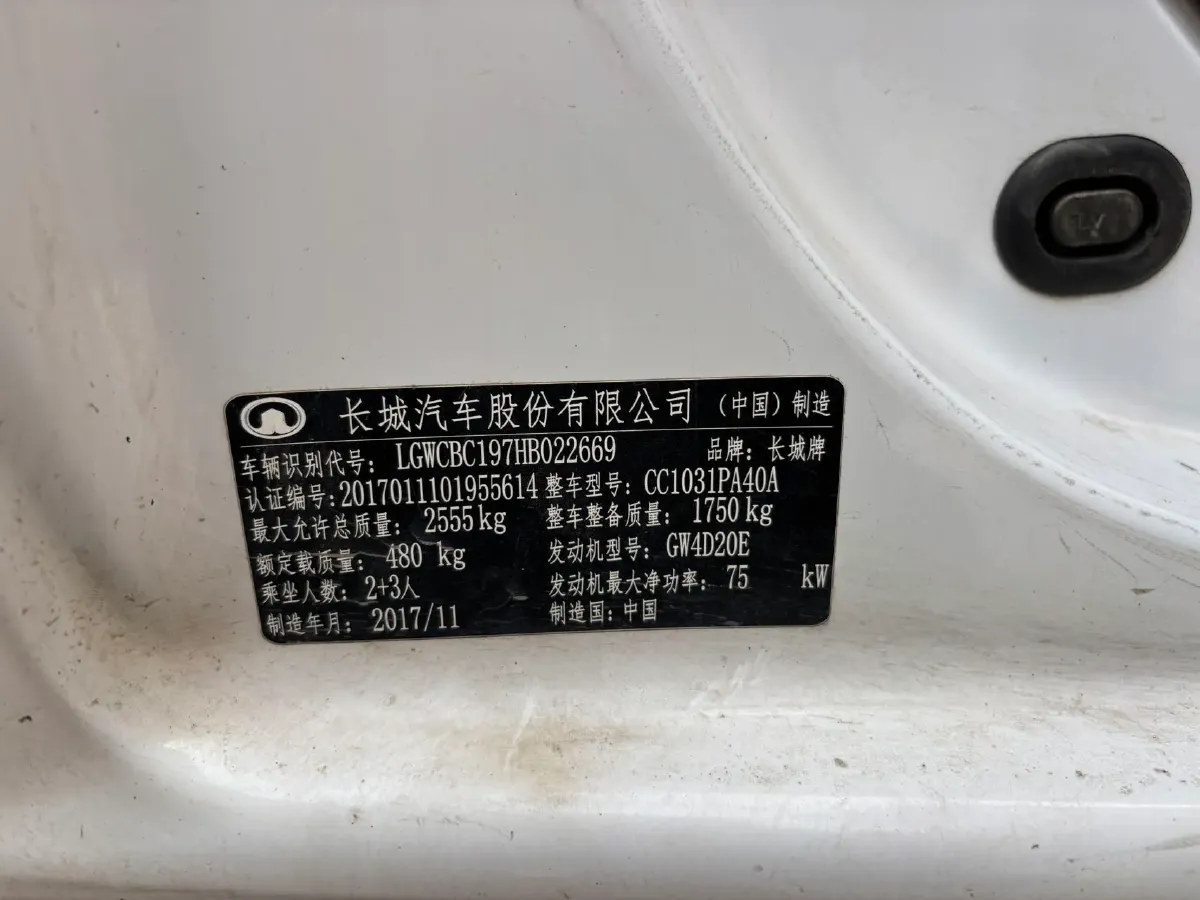 长城汽车股份有限公司 (中国) 制造
车辆识别代号: LGWCBC197HB022669 品牌: 长城牌
认证编号: 2017011101955614 整车型号: CC1031PA40A
最大允许总质量: 2555kg 整车整备质量: 1750kg
额定载质量: 480 kg 发动机型号: GW4D20E
乘坐人数: 2+3人 发动机最大净功率: 75 kW
制造年月: 2017/11 制造国: 中国